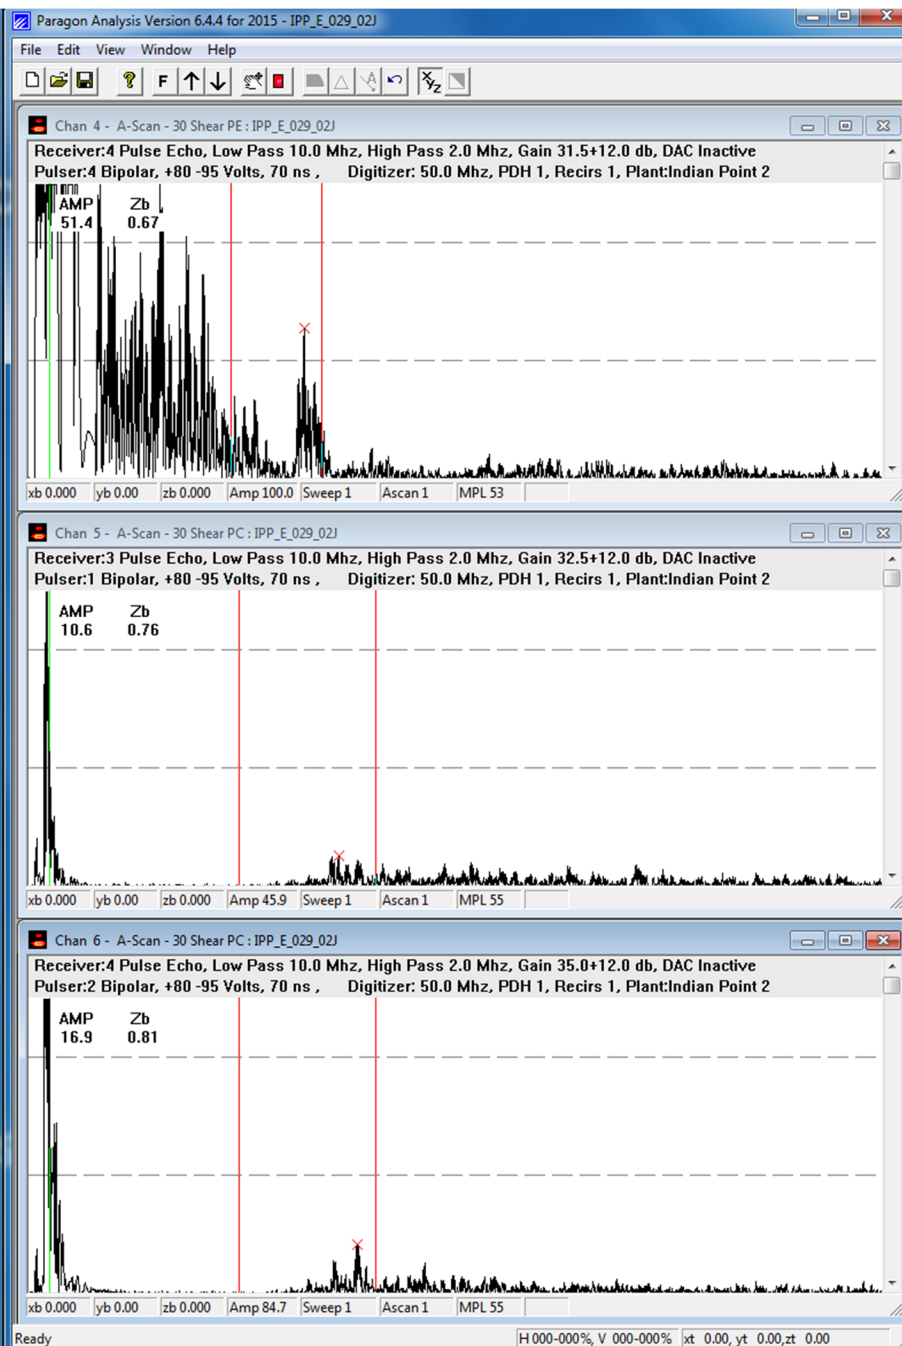 Paragon Analysis Version 6.4.4 for 2015 - IPP_E_029_02J
File Edit View Window Help
F XYZ
Chan 4 - A-Scan - 30 Shear PE : IPP_E_029_02J
Receiver:4 Pulse Echo, Low Pass 10.0 Mhz, High Pass 2.0 Mhz, Gain 31.5+12.0 db, DAC Inactive
Pulser:4 Bipolar, +80 -95 Volts, 70 ns , Digitizer: 50.0 Mhz, PDH 1, Recirs 1, Plant:Indian Point 2
AMP Zb
51.4 0.67
xb 0.000 yb 0.00 zb 0.000 Amp 100.0 Sweep 1 Ascan 1 MPL 53
Chan 5 - A-Scan - 30 Shear PC : IPP_E_029_02J
Receiver:3 Pulse Echo, Low Pass 10.0 Mhz, High Pass 2.0 Mhz, Gain 32.5+12.0 db, DAC Inactive
Pulser:1 Bipolar, +80 -95 Volts, 70 ns , Digitizer: 50.0 Mhz, PDH 1, Recirs 1, Plant:Indian Point 2
AMP Zb
10.6 0.76
xb 0.000 yb 0.00 zb 0.000 Amp 45.9 Sweep 1 Ascan 1 MPL 55
Chan 6 - A-Scan - 30 Shear PC : IPP_E_029_02J
Receiver:4 Pulse Echo, Low Pass 10.0 Mhz, High Pass 2.0 Mhz, Gain 35.0+12.0 db, DAC Inactive
Pulser:2 Bipolar, +80 -95 Volts, 70 ns , Digitizer: 50.0 Mhz, PDH 1, Recirs 1, Plant:Indian Point 2
AMP Zb
16.9 0.81
xb 0.000 yb 0.00 zb 0.000 Amp 84.7 Sweep 1 Ascan 1 MPL 55
Ready H 000-000%, V 000-000% xt 0.00, yt 0.00,zt 0.00